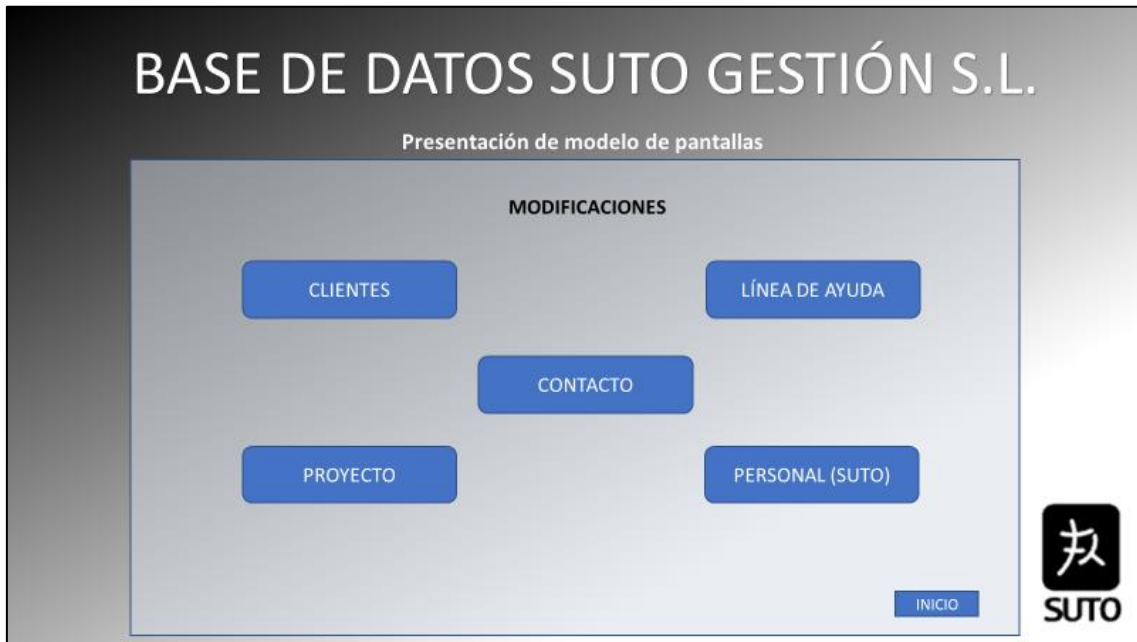 BASE DE DATOS SUTO GESTIÓN S.L.
Presentación de modelo de pantallas
MODIFICACIONES
CLIENTES
LÍNEA DE AYUDA
CONTACTO
PROYECTO
PERSONAL (SUTO)
INICIO
SUTO